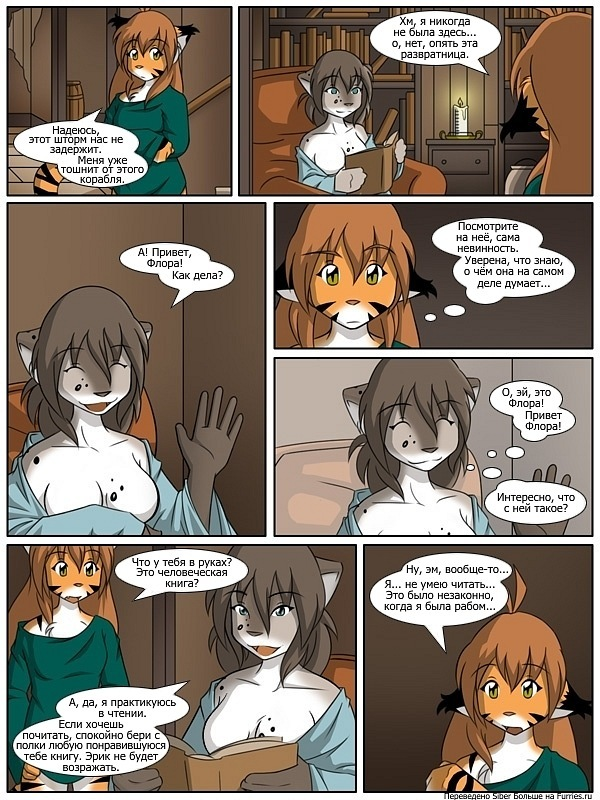 Надеюсь,
этот шторм нас не
задержит.
Меня уже
тошнит от этого
корабля.
Хм, я никогда
не была здесь...
о, нет, опять эта
развратница.
А! Привет,
Флора!
Как дела?
Посмотрите
на неё, сама
невинность.
Уверена, что знаю,
о чём она на самом
деле думает...
О, эй, это
Флора!
Привет
Флора!
Интересно, что
с ней такое?
Что у тебя в руках?
Это человеческая
книга?
А, да, я практикуюсь
в чтении.
Если хочешь
почитать, спокойно бери с
полки любую понравившуюся
тебе книгу. Эрик не будет
возражать.
Ну, эм, вообще-то...
Я... не умею читать...
Это было незаконно,
когда я была рабом...
Переведено Siber Больше на Furries.ru